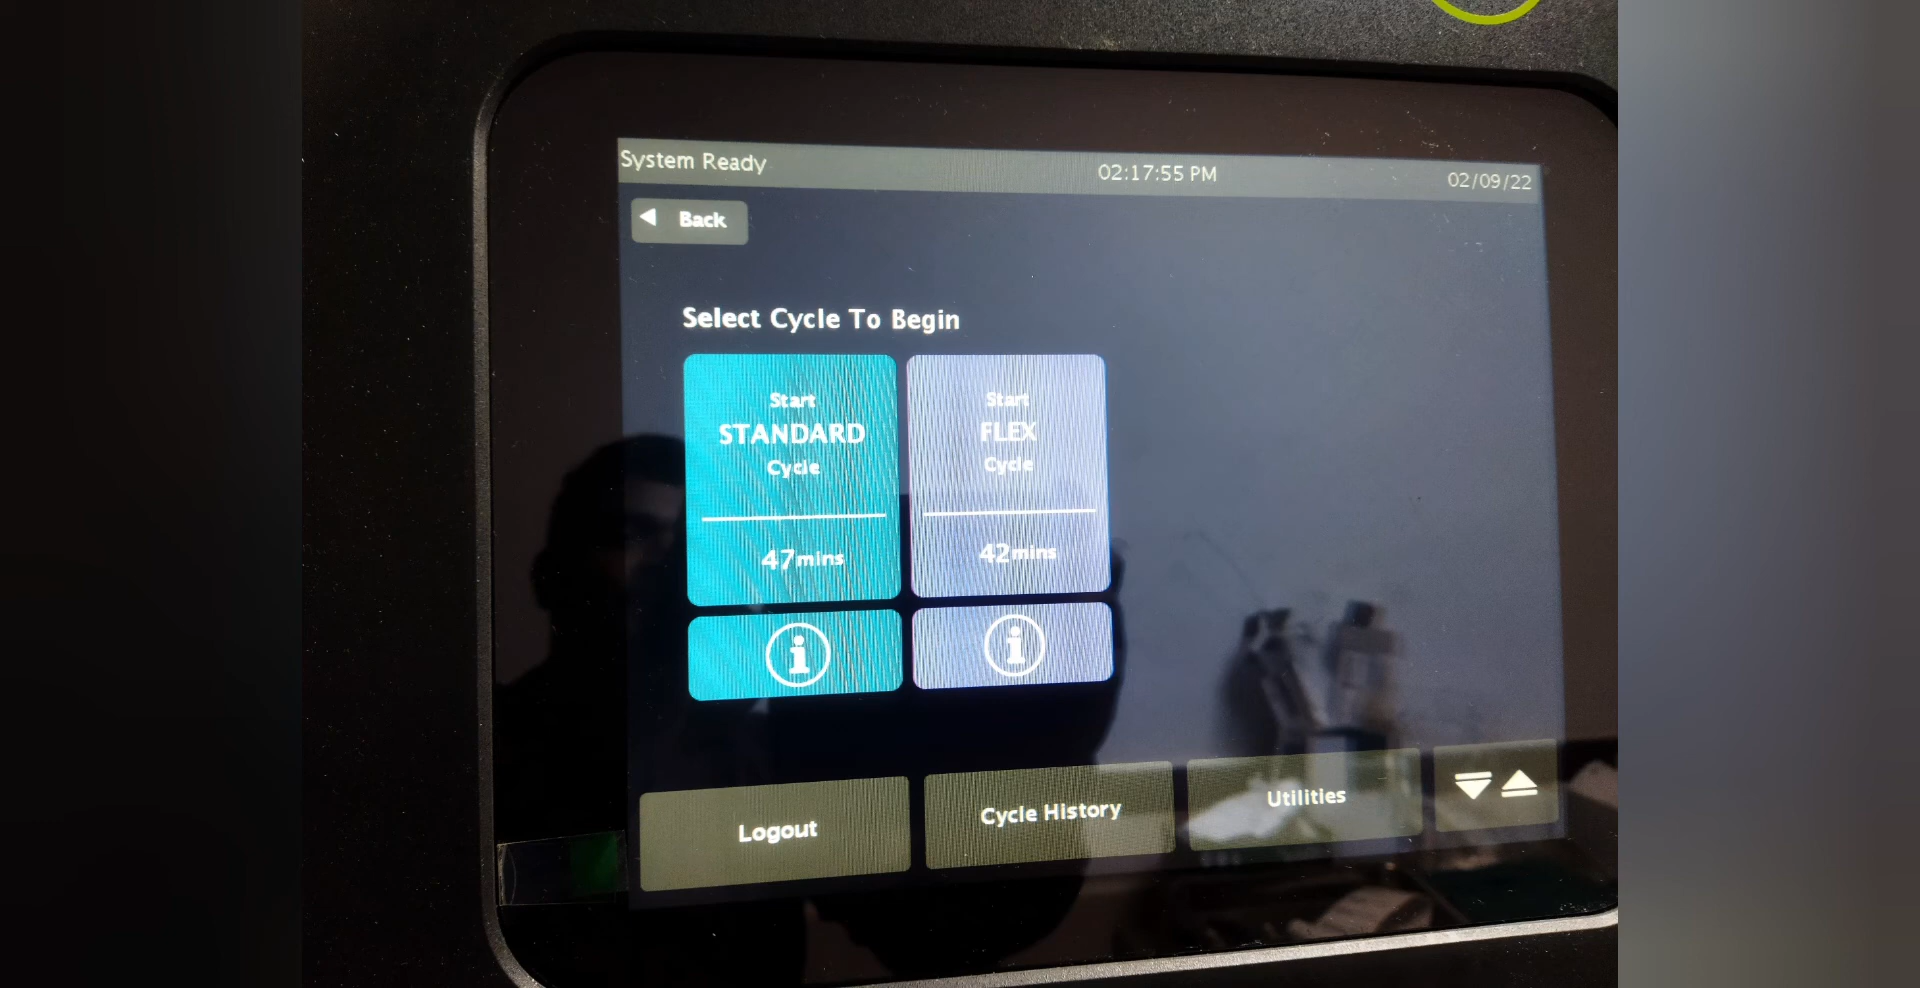 System Ready 02:17:55 PM 02/09/22
Back
Select Cycle To Begin
Start
STANDARD
Cycle
47mins
Start
FLEX
Cycle
42mins
Logout
Cycle History
Utilities